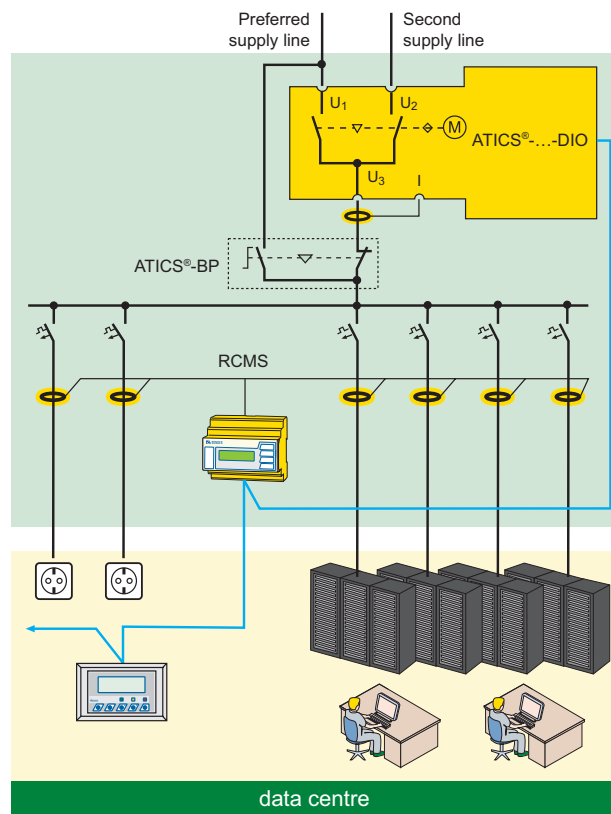 Preferred
supply line
Second
supply line
U1
U2
M
ATICS®-...-DIO
U3
I
ATICS®-BP
RCMS
data centre